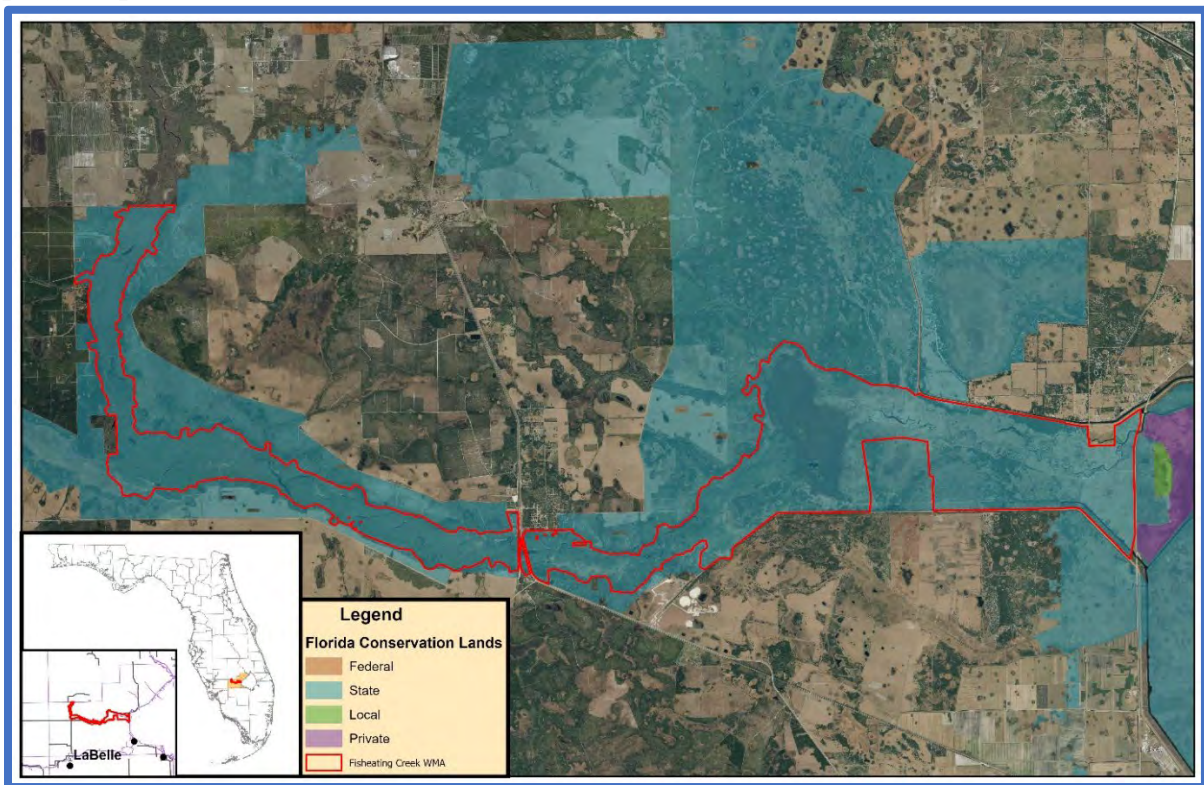 Legend
Florida Conservation Lands
Federal
State
Local
Private
Fisheating Creek WMA
LaBelle